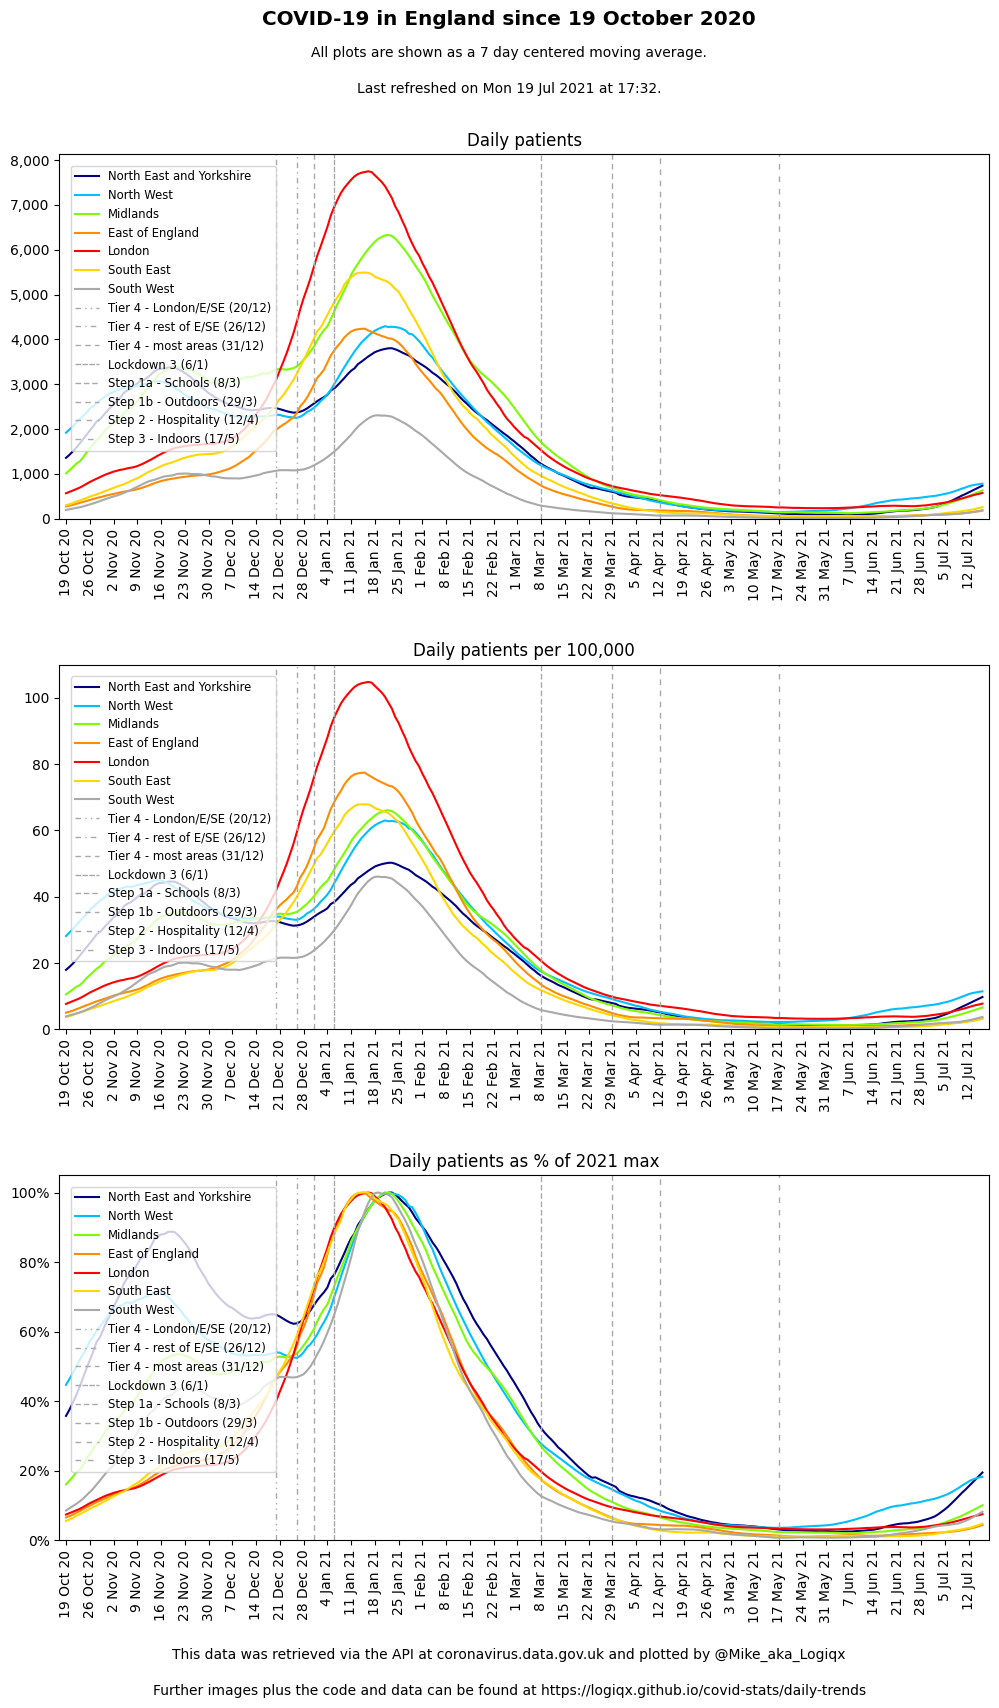 COVID-19 in England since 19 October 2020
All plots are shown as a 7 day centered moving average.
Last refreshed on Mon 19 Jul 2021 at 17:32.
Daily patients
8,000
7,000
6,000
5,000
4,000
3,000
2,000
1,000
0
North East and Yorkshire
North West
Midlands
East of England
London
South East
South West
Tier 4 - London/E/SE (20/12)
Tier 4 - rest of E/SE (26/12)
Tier 4 - most areas (31/12)
Lockdown 3 (6/1)
Step 1a - Schools (8/3)
Step 1b - Outdoors (29/3)
Step 2 - Hospitality (12/4)
Step 3 - Indoors (17/5)
19 Oct 20
26 Oct 20
2 Nov 20
9 Nov 20
16 Nov 20
23 Nov 20
30 Nov 20
7 Dec 20
14 Dec 20
21 Dec 20
28 Dec 20
4 Jan 21
11 Jan 21
18 Jan 21
25 Jan 21
1 Feb 21
8 Feb 21
15 Feb 21
22 Feb 21
1 Mar 21
8 Mar 21
15 Mar 21
22 Mar 21
29 Mar 21
5 Apr 21
12 Apr 21
19 Apr 21
26 Apr 21
3 May 21
10 May 21
17 May 21
24 May 21
31 May 21
7 Jun 21
14 Jun 21
21 Jun 21
28 Jun 21
5 Jul 21
12 Jul 21
Daily patients per 100,000
100
80
60
40
20
0
North East and Yorkshire
North West
Midlands
East of England
London
South East
South West
Tier 4 - London/E/SE (20/12)
Tier 4 - rest of E/SE (26/12)
Tier 4 - most areas (31/12)
Lockdown 3 (6/1)
Step 1a - Schools (8/3)
Step 1b - Outdoors (29/3)
Step 2 - Hospitality (12/4)
Step 3 - Indoors (17/5)
19 Oct 20
26 Oct 20
2 Nov 20
9 Nov 20
16 Nov 20
23 Nov 20
30 Nov 20
7 Dec 20
14 Dec 20
21 Dec 20
28 Dec 20
4 Jan 21
11 Jan 21
18 Jan 21
25 Jan 21
1 Feb 21
8 Feb 21
15 Feb 21
22 Feb 21
1 Mar 21
8 Mar 21
15 Mar 21
22 Mar 21
29 Mar 21
5 Apr 21
12 Apr 21
19 Apr 21
26 Apr 21
3 May 21
10 May 21
17 May 21
24 May 21
31 May 21
7 Jun 21
14 Jun 21
21 Jun 21
28 Jun 21
5 Jul 21
12 Jul 21
Daily patients as % of 2021 max
100%
80%
60%
40%
20%
0%
North East and Yorkshire
North West
Midlands
East of England
London
South East
South West
Tier 4 - London/E/SE (20/12)
Tier 4 - rest of E/SE (26/12)
Tier 4 - most areas (31/12)
Lockdown 3 (6/1)
Step 1a - Schools (8/3)
Step 1b - Outdoors (29/3)
Step 2 - Hospitality (12/4)
Step 3 - Indoors (17/5)
19 Oct 20
26 Oct 20
2 Nov 20
9 Nov 20
16 Nov 20
23 Nov 20
30 Nov 20
7 Dec 20
14 Dec 20
21 Dec 20
28 Dec 20
4 Jan 21
11 Jan 21
18 Jan 21
25 Jan 21
1 Feb 21
8 Feb 21
15 Feb 21
22 Feb 21
1 Mar 21
8 Mar 21
15 Mar 21
22 Mar 21
29 Mar 21
5 Apr 21
12 Apr 21
19 Apr 21
26 Apr 21
3 May 21
10 May 21
17 May 21
24 May 21
31 May 21
7 Jun 21
14 Jun 21
21 Jun 21
28 Jun 21
5 Jul 21
12 Jul 21
This data was retrieved via the API at coronavirus.data.gov.uk and plotted by @Mike_aka_Logiqx
Further images plus the code and data can be found at https://logiqx.github.io/covid-stats/daily-trends